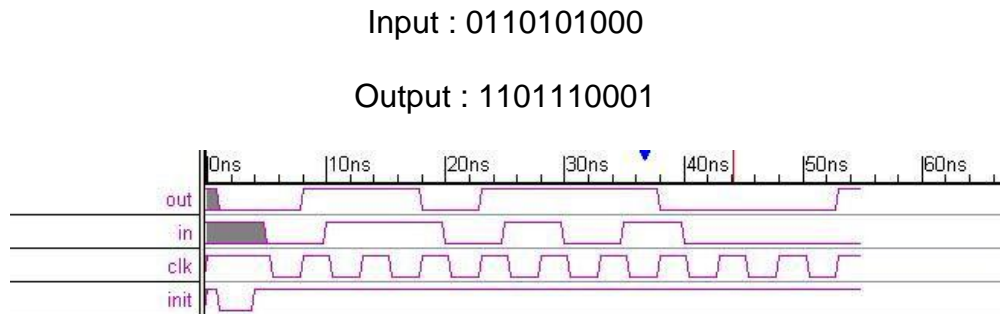 Input : 0110101000
Output : 1101110001
0ns 10ns 20ns 30ns 40ns 50ns 60ns
out
in
clk
init